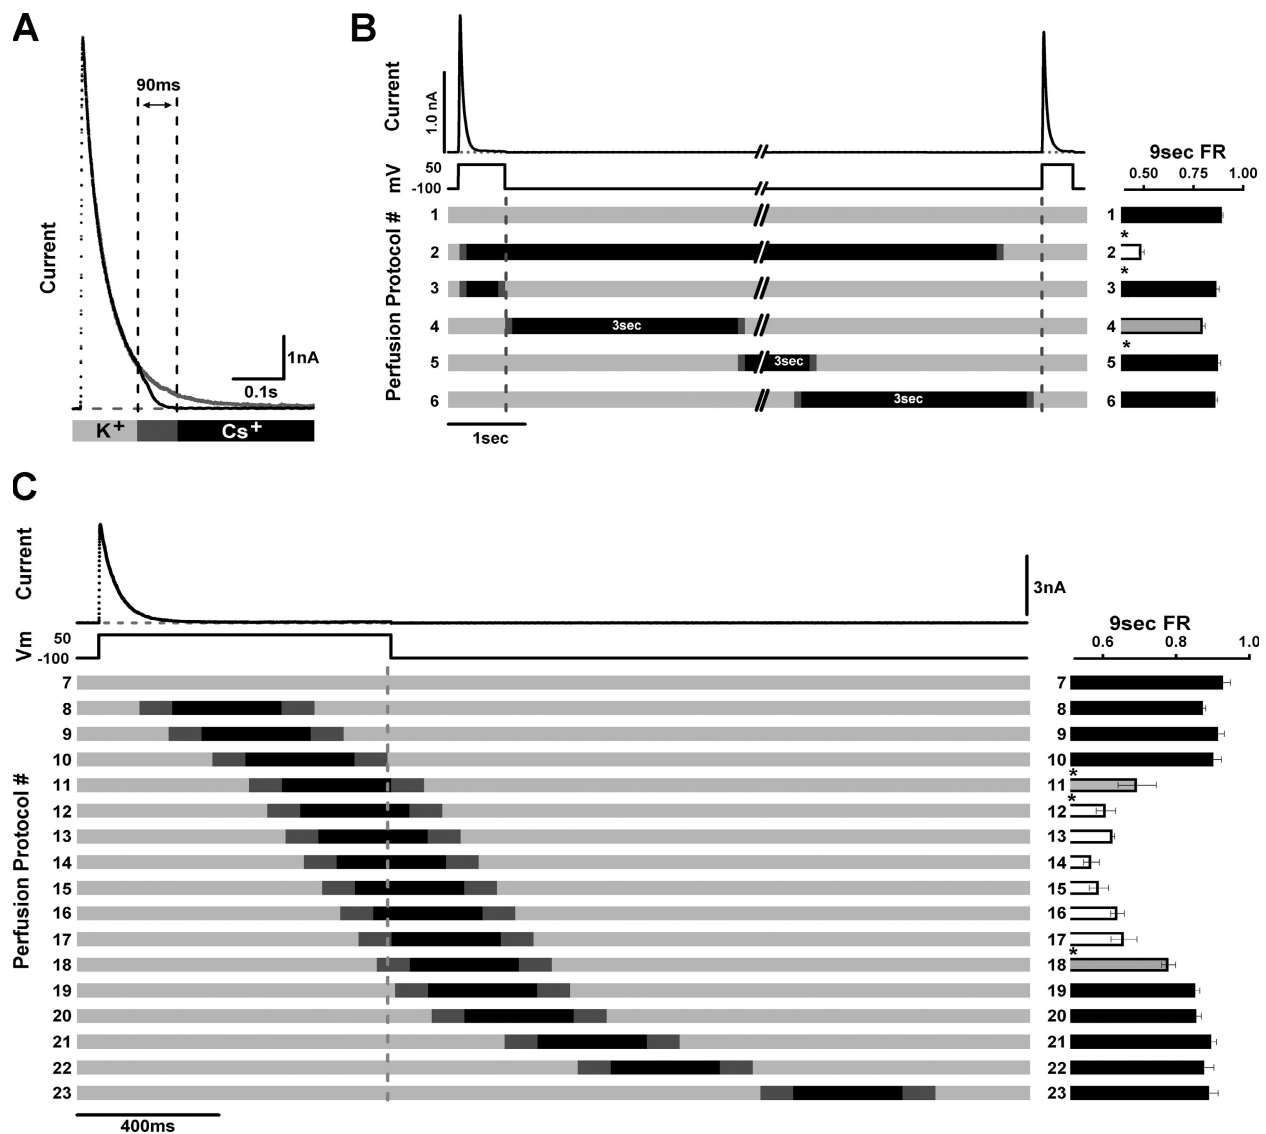 A
90ms
Current
1nA
0.1s
K+
Cs+
B
Current
1.0 nA
mV
50
-100
9sec FR
0.50 0.75 1.00
Perfusion Protocol #
1 1
*
2 2
*
3 3
4 3sec 4
*
5 3sec 5
6 3sec 6
1sec
C
Current
3nA
Vm
50
-100
9sec FR
0.6 0.8 1.0
Perfusion Protocol #
7 7
8 8
9 9
10 10
*
11 11
*
12 12
13 13
14 14
15 15
16 16
17 17
*
18 18
19 19
20 20
21 21
22 22
23 23
400ms